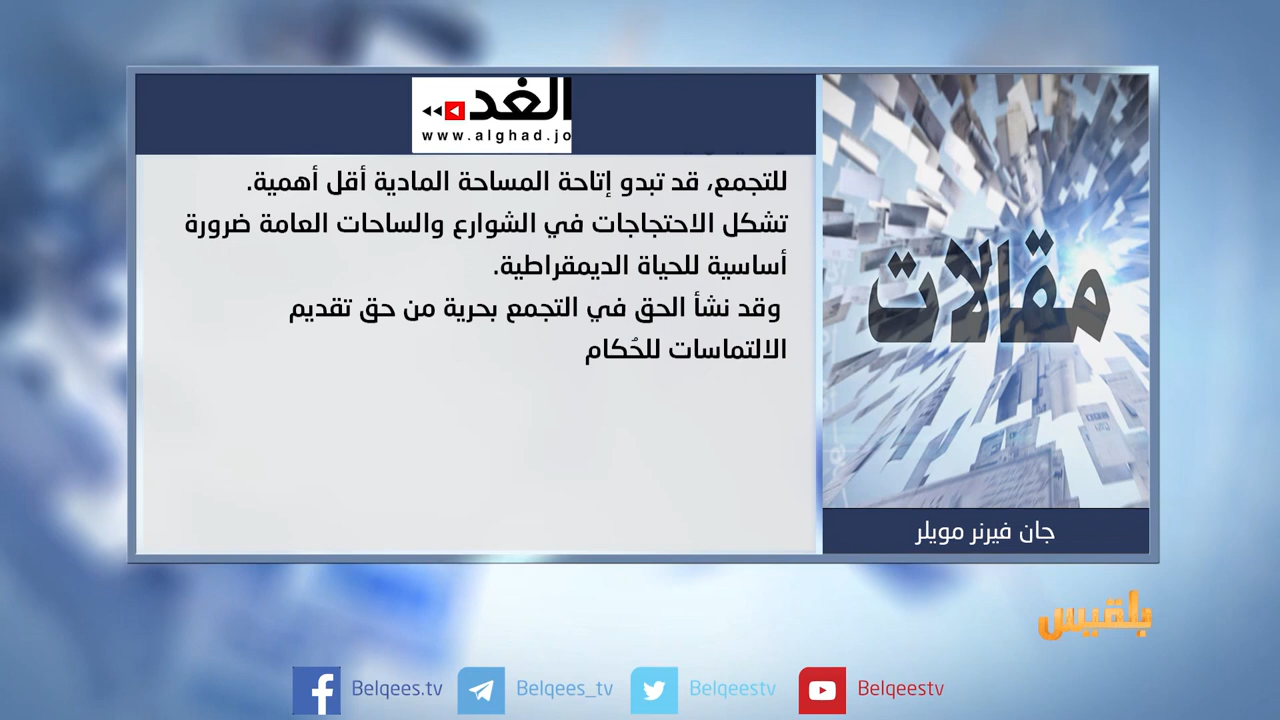 الغد
www.alghad.jo
للتجمع، قد تبدو إتاحة المساحة المادية أقل أهمية.
تشكل الاحتجاجات في الشوارع والساحات العامة ضرورة
أساسية للحياة الديمقراطية.
وقد نشأ الحق في التجمع بحرية من حق تقديم
الالتماسات للحُكام
مقالات
جان فيرنر مويلر
بلقيس
Belqees.tv
Belqees_tv
Belqeestv
Belqeestv